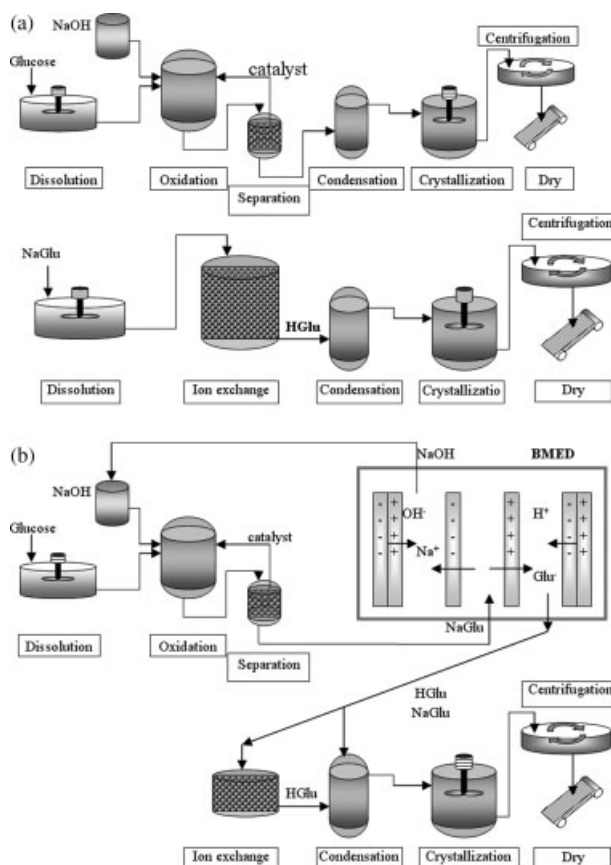 (a)
NaOH
Glucose
catalyst
Centrifugation
Dissolution
Oxidation
Separation
Condensation
Crystallization
Dry
NaGlu
HGlu
Centrifugation
Dissolution
Ion exchange
Condensation
Crystallizatio
Dry
(b)
NaOH
BMED
NaOH
Glucose
catalyst
OH-
H+
Na+
Glu-
NaGlu
Dissolution
Oxidation
Separation
HGlu
NaGlu
Centrifugation
HGlu
Ion exchange
Condensation
Crystallization
Dry